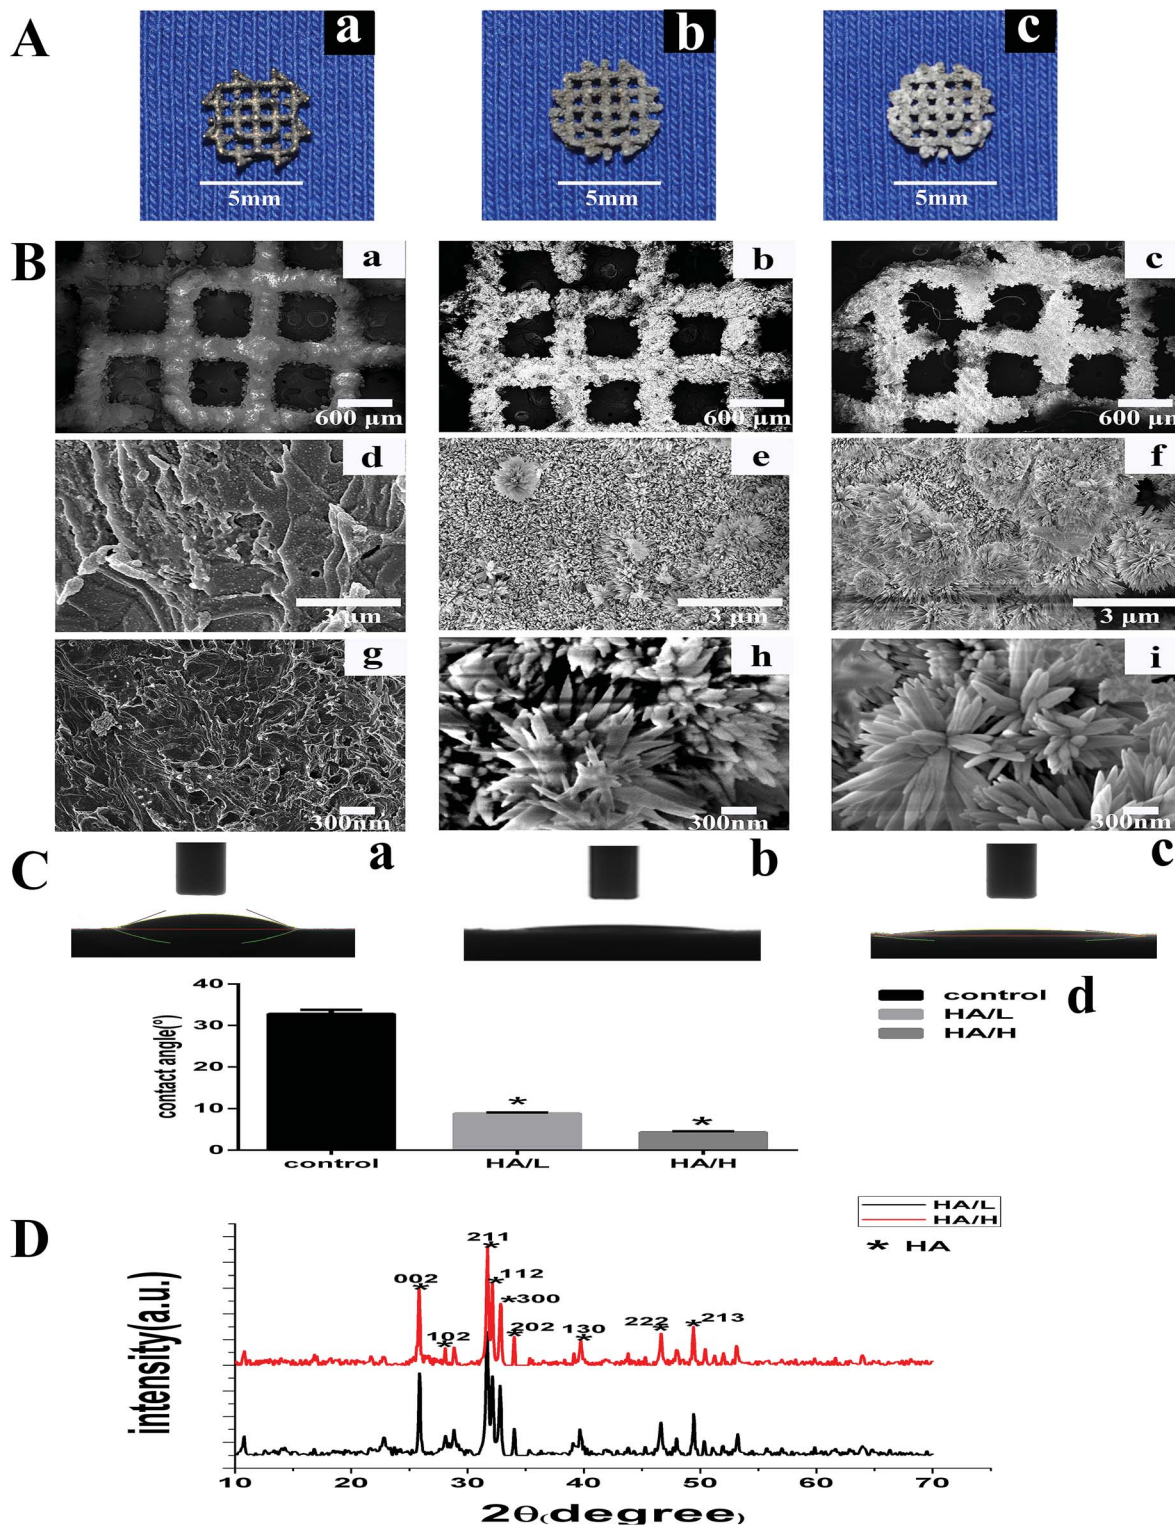 A
a
b
c
5mm
5mm
5mm
B
a
b
c
600 µm
600 µm
600 µm
d
e
f
3 µm
3 µm
3 µm
g
h
i
300nm
300nm
300nm
C
a
b
c
d
contact angle(°)
40
30
20
10
0
*
*
control
HA/L
HA/H
control
HA/L
HA/H
D
HA/L
HA/H
* HA
intensity(a.u.)
002
*
102
*
211
*
*112
*300
202
*
130
*
222
*
*213
10
20
30
40
50
60
70
2θ(degree)